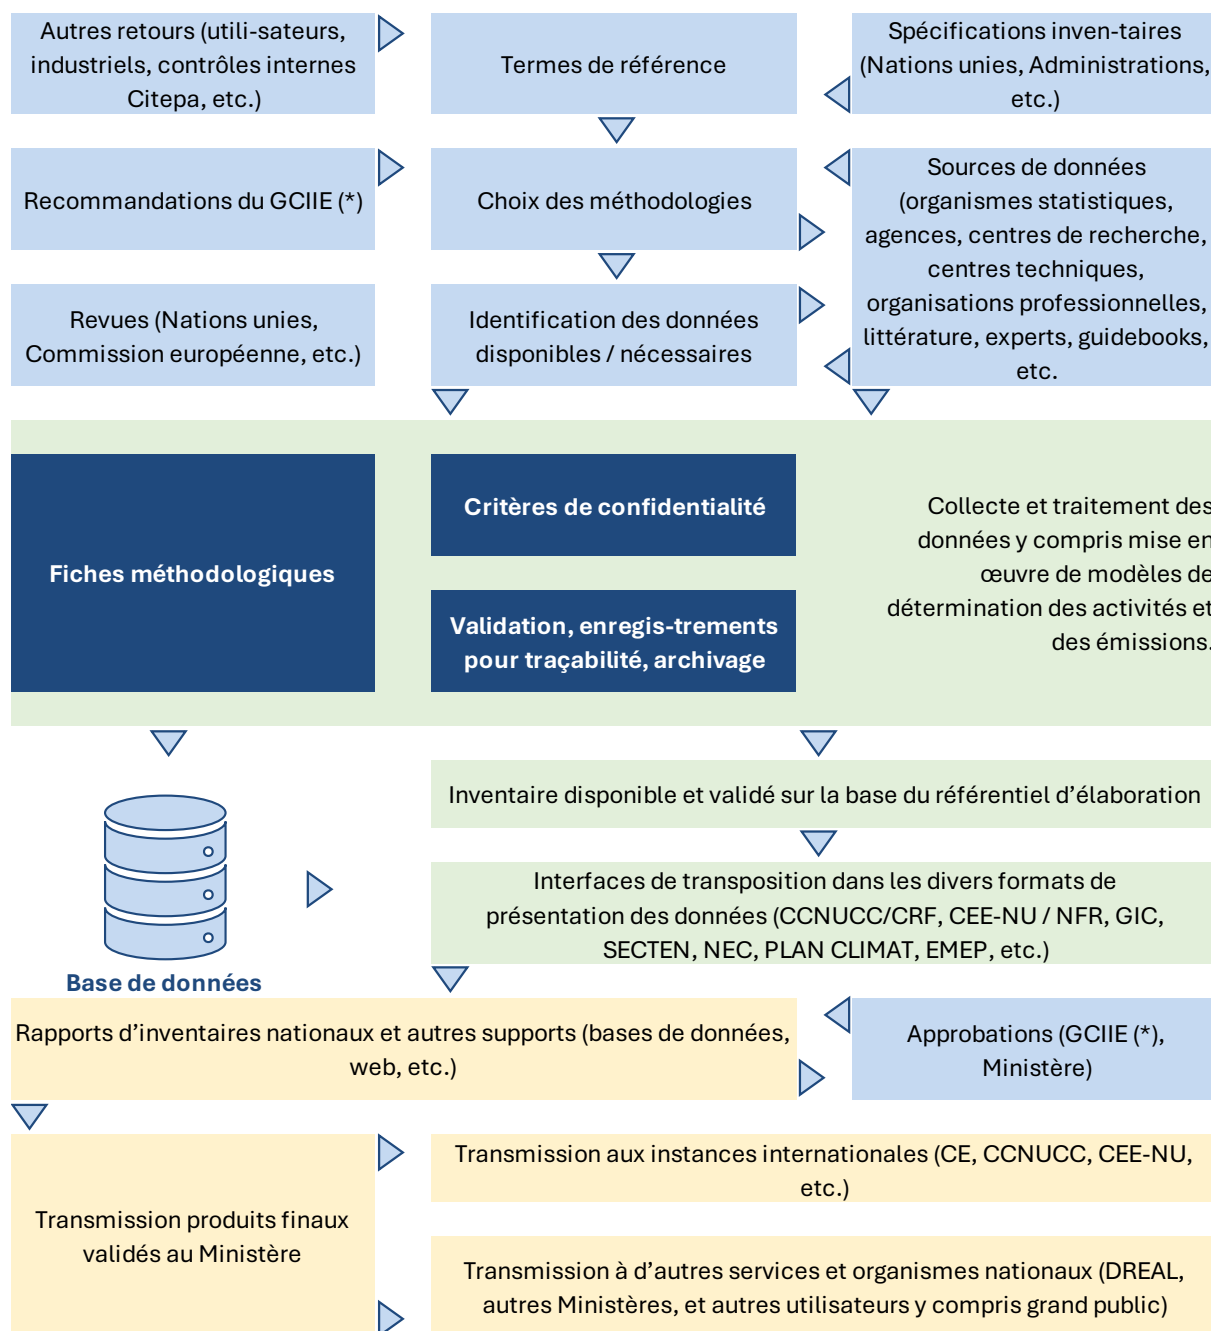 Autres retours (utili-sateurs,
industriels, contrôles internes
Citepa, etc.)
Termes de référence
Spécifications inven-taires
(Nations unies, Administrations,
etc.)
Recommandations du GCIIE (*)
Choix des méthodologies
Sources de données
(organismes statistiques,
agences, centres de recherche,
centres techniques,
organisations professionnelles,
littérature, experts, guidebooks,
etc.
Revues (Nations unies,
Commission européenne, etc.)
Identification des données
disponibles / nécessaires
Fiches méthodologiques
Critères de confidentialité
Validation, enregis-trements
pour traçabilité, archivage
Collecte et traitement des
données y compris mise en
œuvre de modèles de
détermination des activités et
des émissions.
Inventaire disponible et validé sur la base du référentiel d’élaboration
Interfaces de transposition dans les divers formats de
présentation des données (CCNUCC/CRF, CEE-NU / NFR, GIC,
SECTEN, NEC, PLAN CLIMAT, EMEP, etc.)
Base de données
Rapports d’inventaires nationaux et autres supports (bases de données,
web, etc.)
Approbations (GCIIE (*),
Ministère)
Transmission produits finaux
validés au Ministère
Transmission aux instances internationales (CE, CCNUCC, CEE-NU,
etc.)
Transmission à d’autres services et organismes nationaux (DREAL,
autres Ministères, et autres utilisateurs y compris grand public)